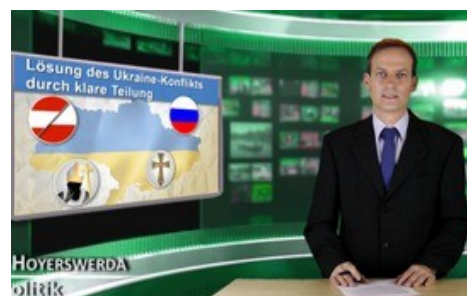 Lösung des Ukraine-Konflikts
durch klare Teilung
HOYERSWERDA
olitik